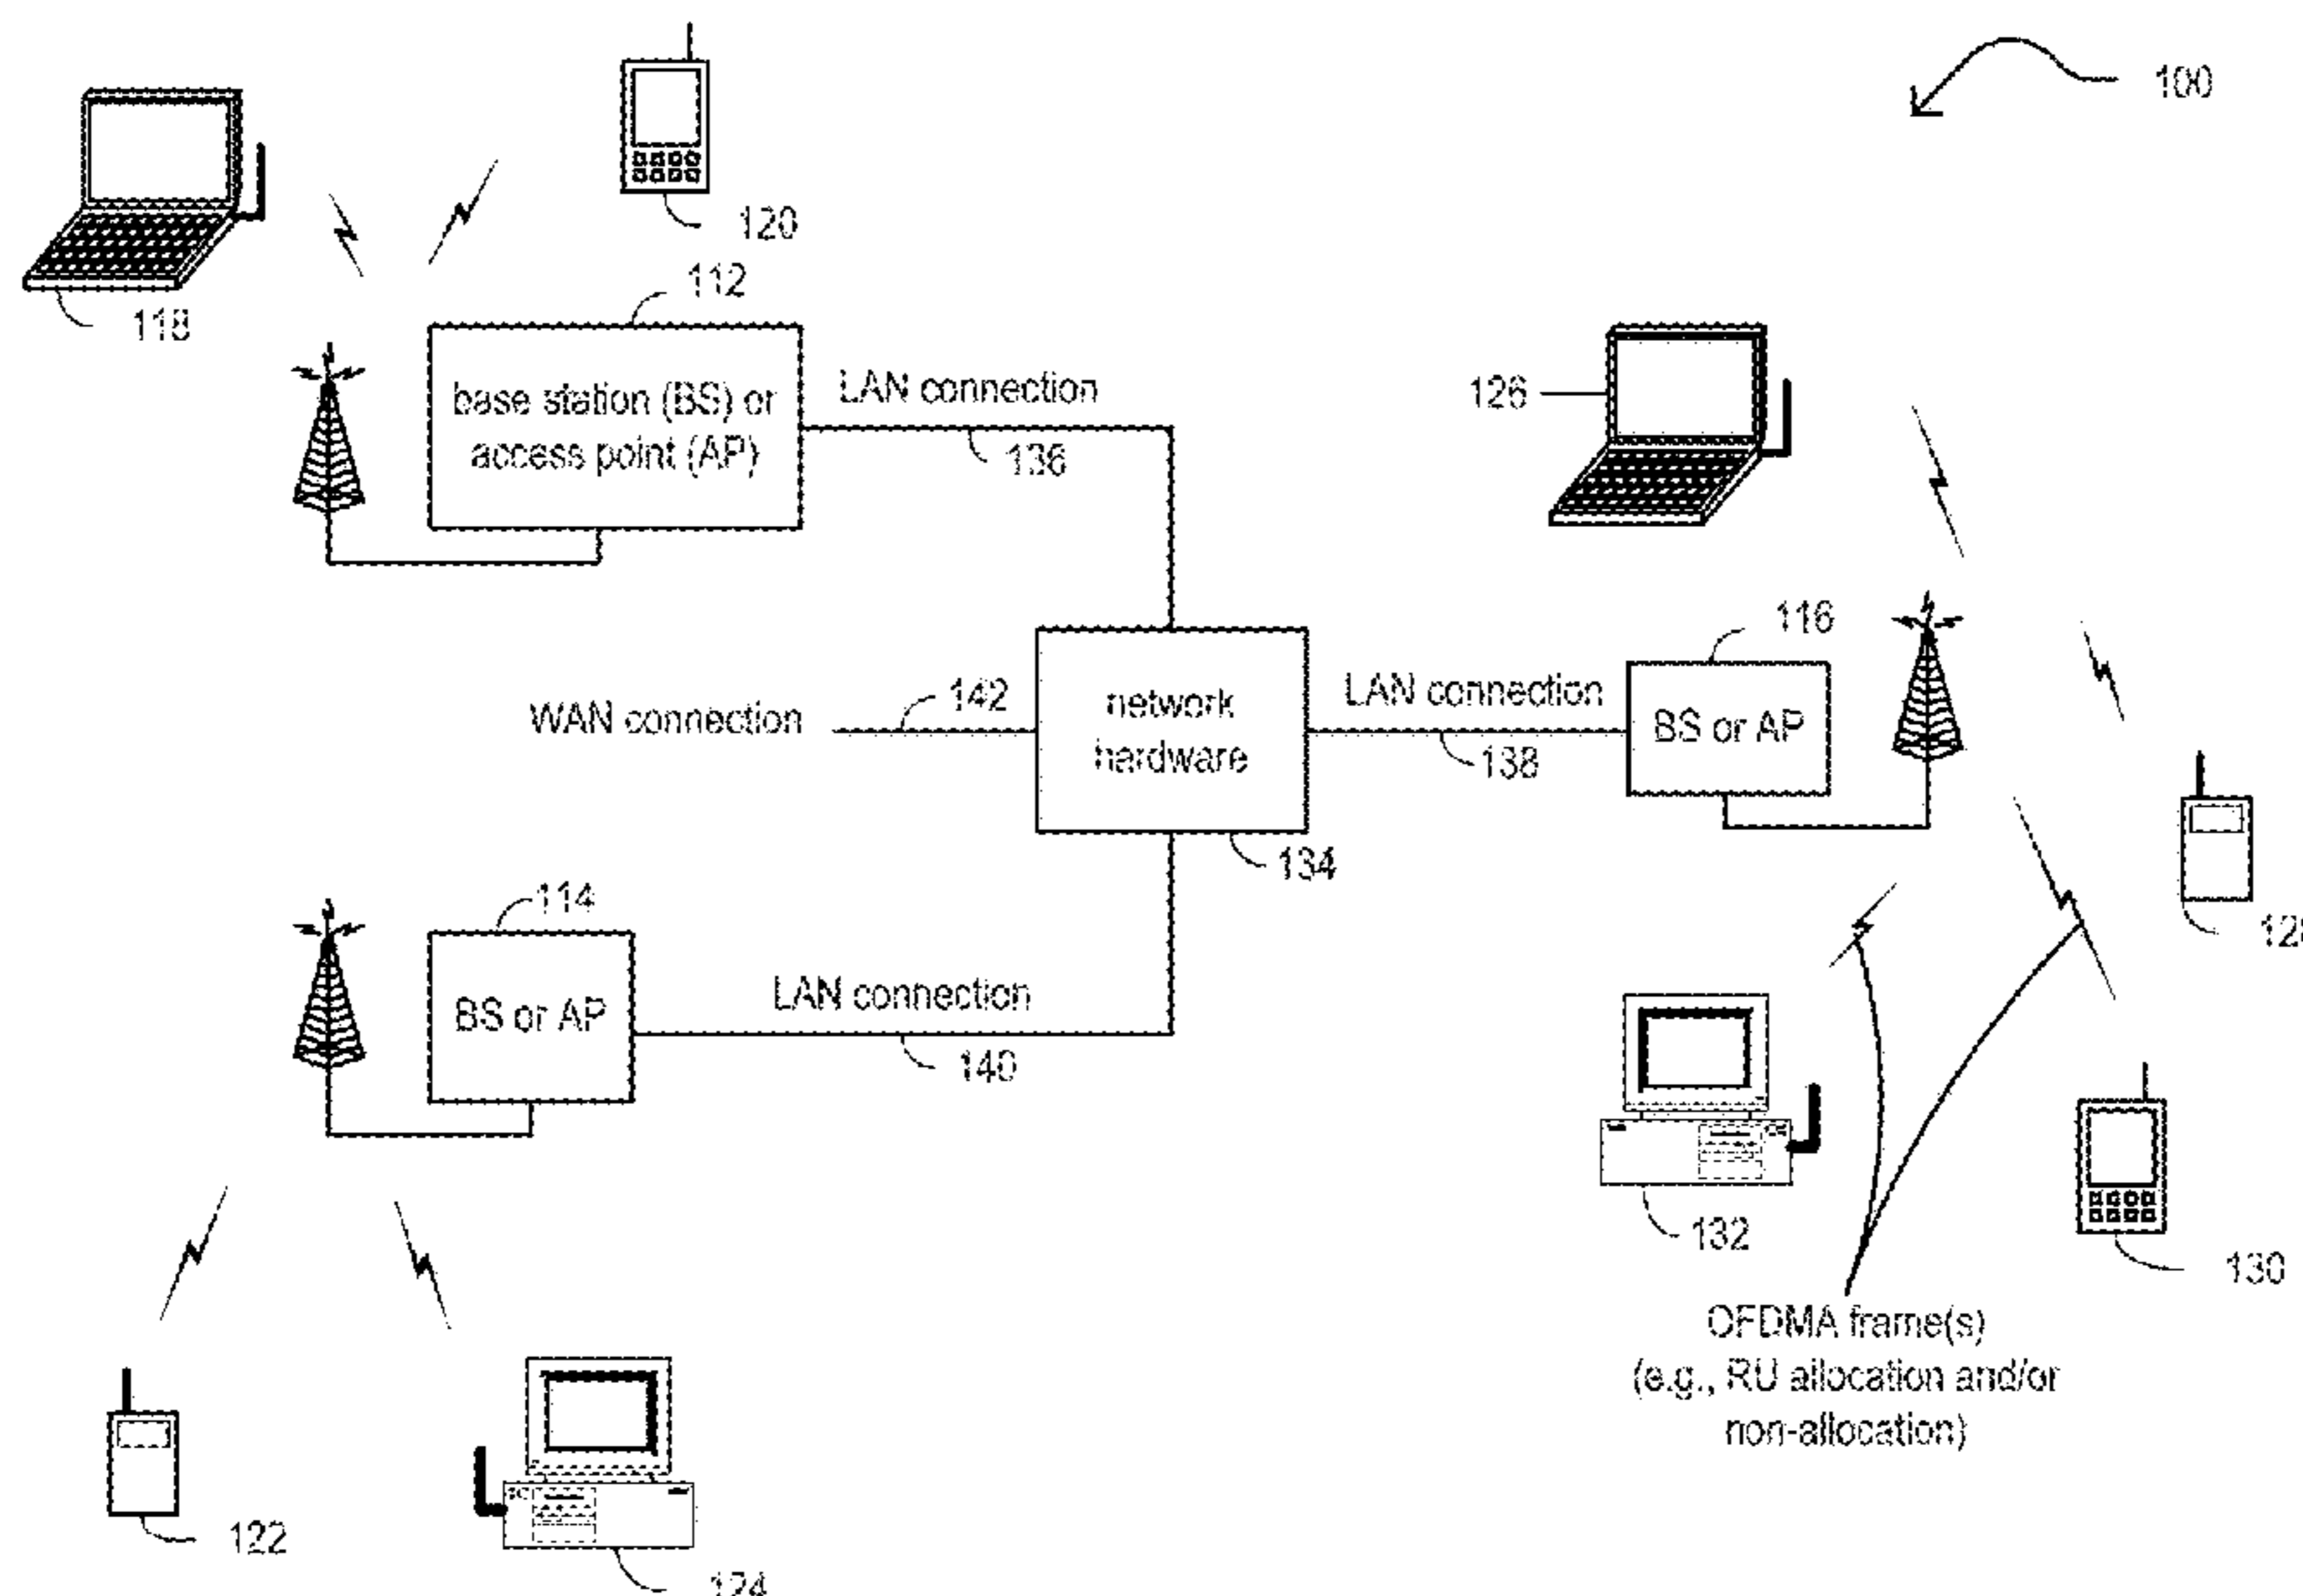 100
120
112
118
base station (BS) or
access point (AP)
LAN connection
136
126
116
142
WAN connection
network
hardware
LAN connection
138
BS or AP
134
114
BS or AP
LAN connection
140
128
132
130
OFDMA frame(s)
(e.g., RU allocation and/or
non-allocation)
122
124